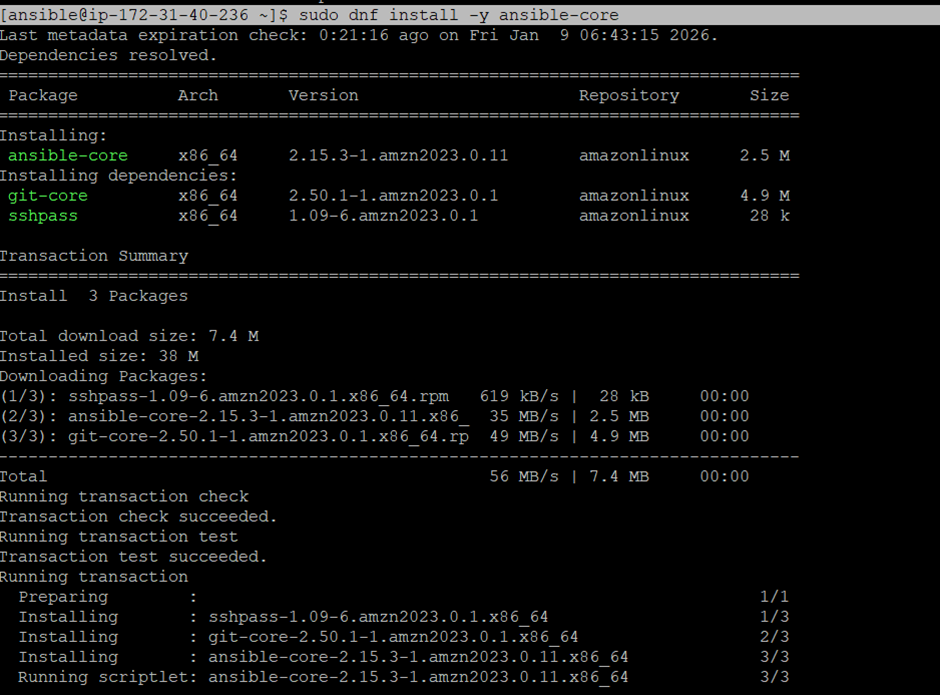 [ansible@ip-172-31-40-236 ~]$ sudo dnf install -y ansible-core
Last metadata expiration check: 0:21:16 ago on Fri Jan  9 06:43:15 2026.
Dependencies resolved.
================================================================================
 Package          Arch       Version                      Repository       Size
================================================================================
Installing:
 ansible-core     x86_64     2.15.3-1.amzn2023.0.11       amazonlinux     2.5 M
Installing dependencies:
 git-core         x86_64     2.50.1-1.amzn2023.0.1        amazonlinux     4.9 M
 sshpass          x86_64     1.09-6.amzn2023.0.1          amazonlinux      28 k

Transaction Summary
================================================================================
Install  3 Packages

Total download size: 7.4 M
Installed size: 38 M
Downloading Packages:
(1/3): sshpass-1.09-6.amzn2023.0.1.x86_64.rpm   619 kB/s |  28 kB     00:00
(2/3): ansible-core-2.15.3-1.amzn2023.0.11.x86_  35 MB/s | 2.5 MB     00:00
(3/3): git-core-2.50.1-1.amzn2023.0.1.x86_64.rp  49 MB/s | 4.9 MB     00:00
--------------------------------------------------------------------------------
Total                                            56 MB/s | 7.4 MB     00:00
Running transaction check
Transaction check succeeded.
Running transaction test
Transaction test succeeded.
Running transaction
  Preparing        :                                                        1/1
  Installing       : sshpass-1.09-6.amzn2023.0.1.x86_64                     1/3
  Installing       : git-core-2.50.1-1.amzn2023.0.1.x86_64                  2/3
  Installing       : ansible-core-2.15.3-1.amzn2023.0.11.x86_64             3/3
  Running scriptlet: ansible-core-2.15.3-1.amzn2023.0.11.x86_64             3/3